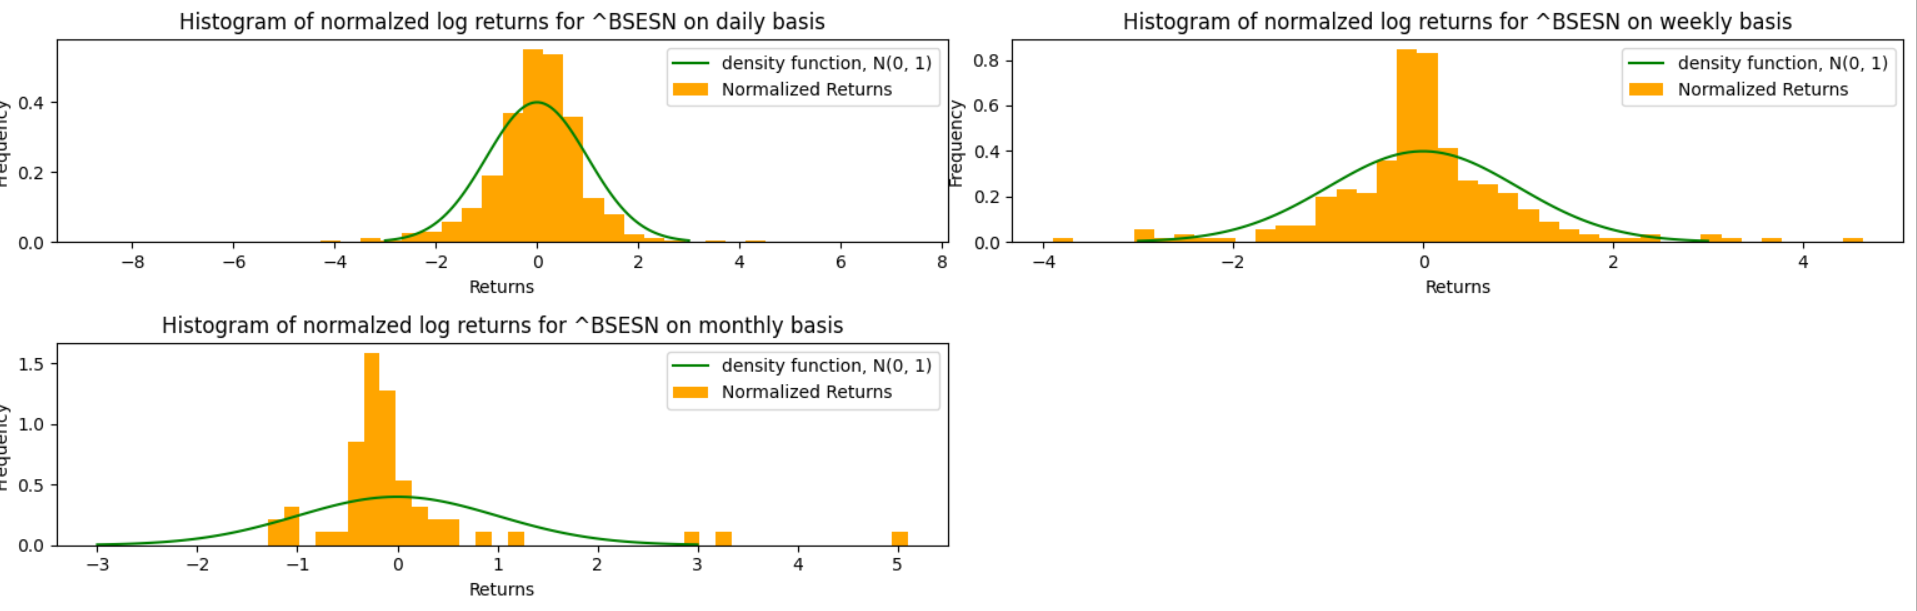 Histogram of normalzed log returns for ^BSESN on daily basis
density function, N(0, 1)
Normalized Returns
Frequency
0.4
0.2
0.0
−8 −6 −4 −2 0 2 4 6 8
Returns
Histogram of normalzed log returns for ^BSESN on weekly basis
density function, N(0, 1)
Normalized Returns
Frequency
0.8
0.6
0.4
0.2
0.0
−4 −2 0 2 4
Returns
Histogram of normalzed log returns for ^BSESN on monthly basis
density function, N(0, 1)
Normalized Returns
Frequency
1.5
1.0
0.5
0.0
−3 −2 −1 0 1 2 3 4 5
Returns